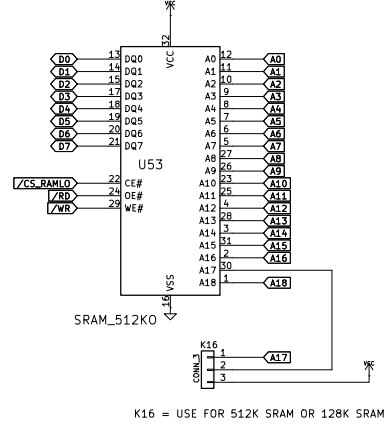 VCC
32
VCC
D0 13 DQ0 A0 12 A0
D1 14 DQ1 A1 11 A1
D2 15 DQ2 A2 10 A2
D3 17 DQ3 A3 9 A3
D4 18 DQ4 A4 8 A4
D5 19 DQ5 A5 7 A5
D6 20 DQ6 A6 6 A6
D7 21 DQ7 A7 5 A7
A8 27 A8
U53
A9 26 A9
/CS_RAMLO 22 CE# A10 23 A10
/RD 24 OE# A11 25 A11
/WR 29 WE# A12 4 A12
A13 28 A13
A14 3 A14
A15 31 A15
A16 2 A16
A17 30
A18 1 A18
VSS
16
SRAM_512KO
K16
CONN_3
1 A17
2
3
VCC
K16 = USE FOR 512K SRAM OR 128K SRAM